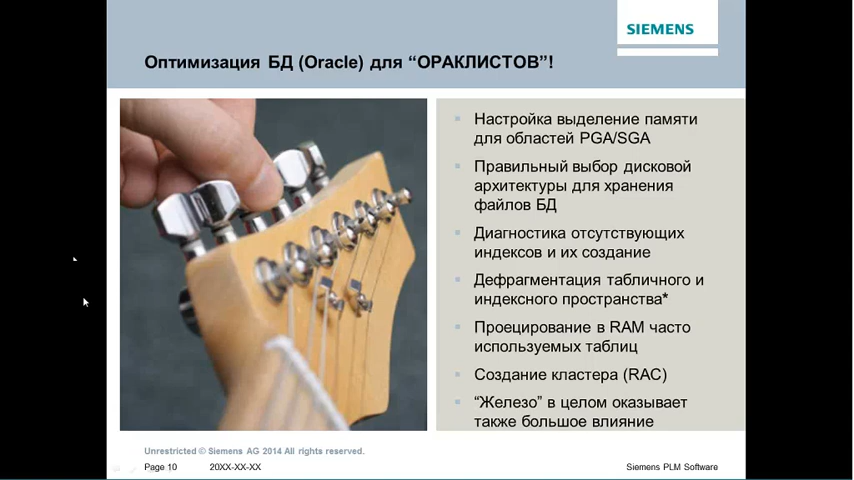 SIEMENS
Оптимизация БД (Oracle) для “ОРАКЛИСТОВ”!
Настройка выделение памяти
для областей PGA/SGA
Правильный выбор дисковой
архитектуры для хранения
файлов БД
Диагностика отсутствующих
индексов и их создание
Дефрагментация табличного и
индексного пространства*
Проецирование в RAM часто
используемых таблиц
Создание кластера (RAC)
“Железо” в целом оказывает
также большое влияние
Unrestricted © Siemens AG 2014 All rights reserved.
Page 10 20XX-XX-XX Siemens PLM Software